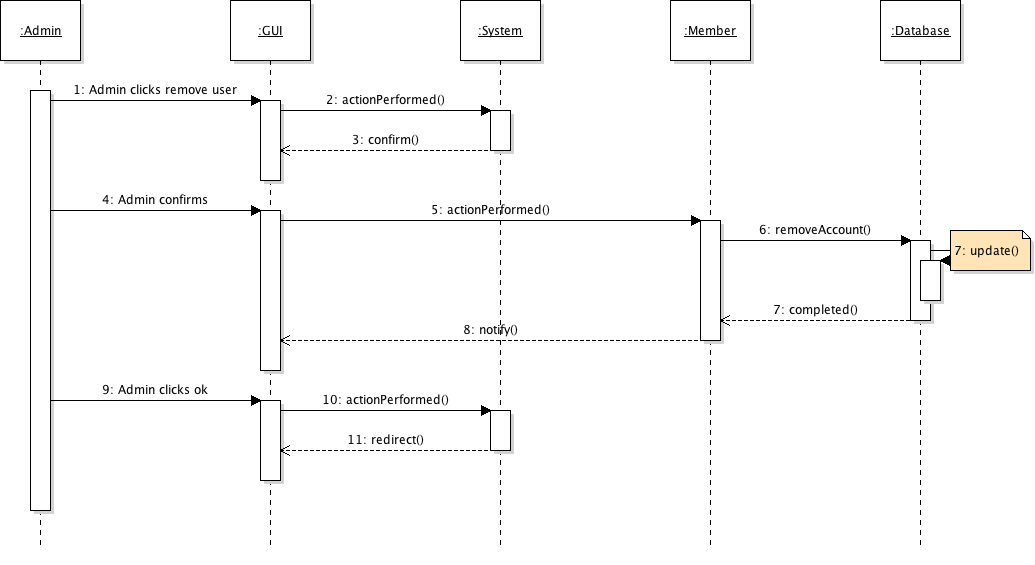 :Admin
:GUI
:System
:Member
:Database
1: Admin clicks remove user
2: actionPerformed()
3: confirm()
4: Admin confirms
5: actionPerformed()
6: removeAccount()
7: update()
7: completed()
8: notify()
9: Admin clicks ok
10: actionPerformed()
11: redirect()